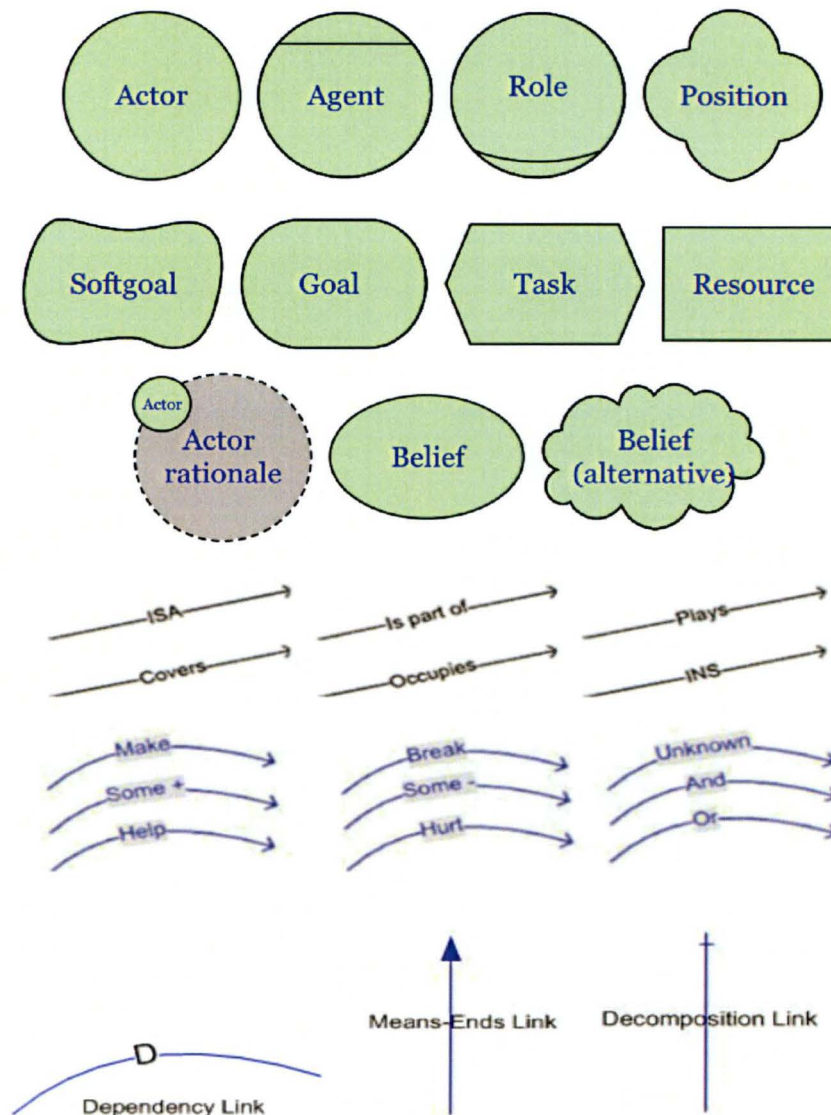 Actor
Agent
Role
Position
Softgoal
Goal
Task
Resource
Actor
Actor
rationale
Belief
Belief
(alternative)
ISA
Is part of
Plays
Covers
Occupies
INS
Make
Break
Unknown
Some +
Some -
And
Help
Hurt
Or
Means-Ends Link
Decomposition Link
D
Dependency Link